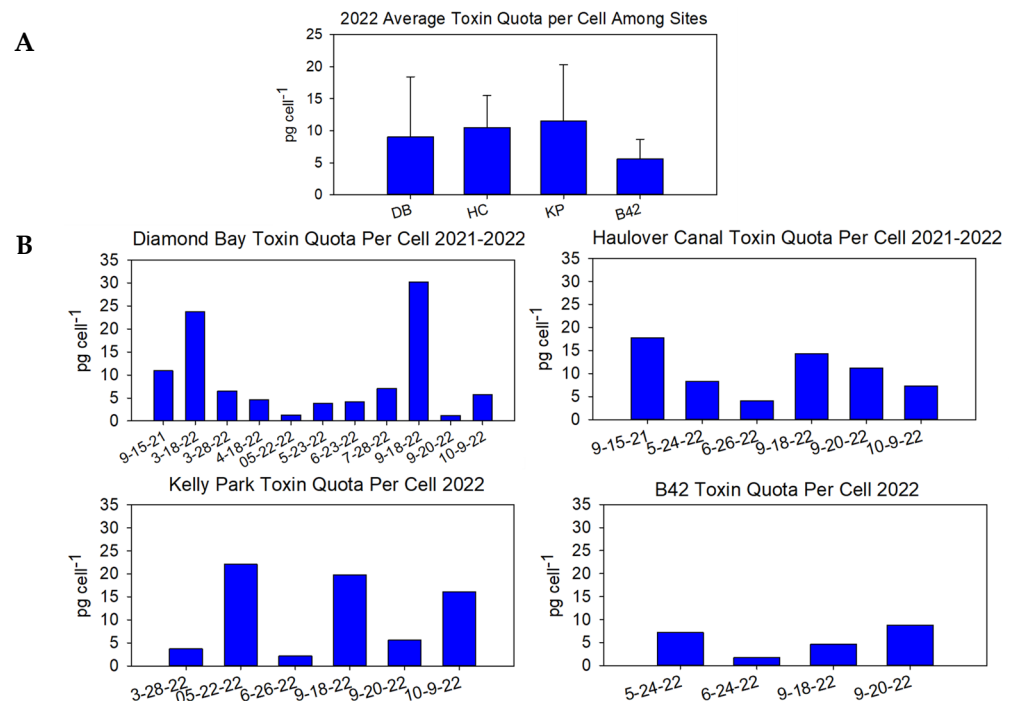 A
2022 Average Toxin Quota per Cell Among Sites
25
20
15
10
5
0
pg cell-1
DB HC KP B42
B
Diamond Bay Toxin Quota Per Cell 2021-2022
35
30
25
20
15
10
5
0
pg cell-1
9-15-21 3-18-22 3-28-22 4-18-22 05-22-22 5-23-22 6-23-22 7-28-22 9-18-22 9-20-22 10-9-22
Haulover Canal Toxin Quota Per Cell 2021-2022
35
30
25
20
15
10
5
0
pg cell-1
9-15-21 5-24-22 6-26-22 9-18-22 9-20-22 10-9-22
Kelly Park Toxin Quota Per Cell 2022
35
30
25
20
15
10
5
0
pg cell-1
3-28-22 05-22-22 6-26-22 9-18-22 9-20-22 10-9-22
B42 Toxin Quota Per Cell 2022
35
30
25
20
15
10
5
0
pg cell-1
5-24-22 6-24-22 9-18-22 9-20-22